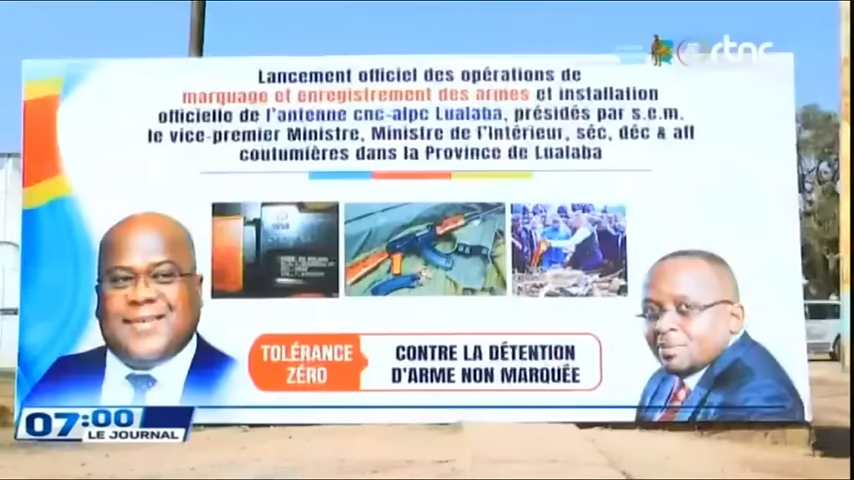 rtnc
Lancement officiel des opérations de
marquage et enregistrement des armes et installation
officielle de l'antenne cnc-alpc Lualaba, présidés par s.e.m.
le vice-premier Ministre, Ministre de l'Intérieur, séc, déc & aff
coutumières dans la Province de Lualaba
1958
TOLÉRANCE
ZÉRO
CONTRE LA DÉTENTION
D'ARME NON MARQUÉE
07:00
LE JOURNAL